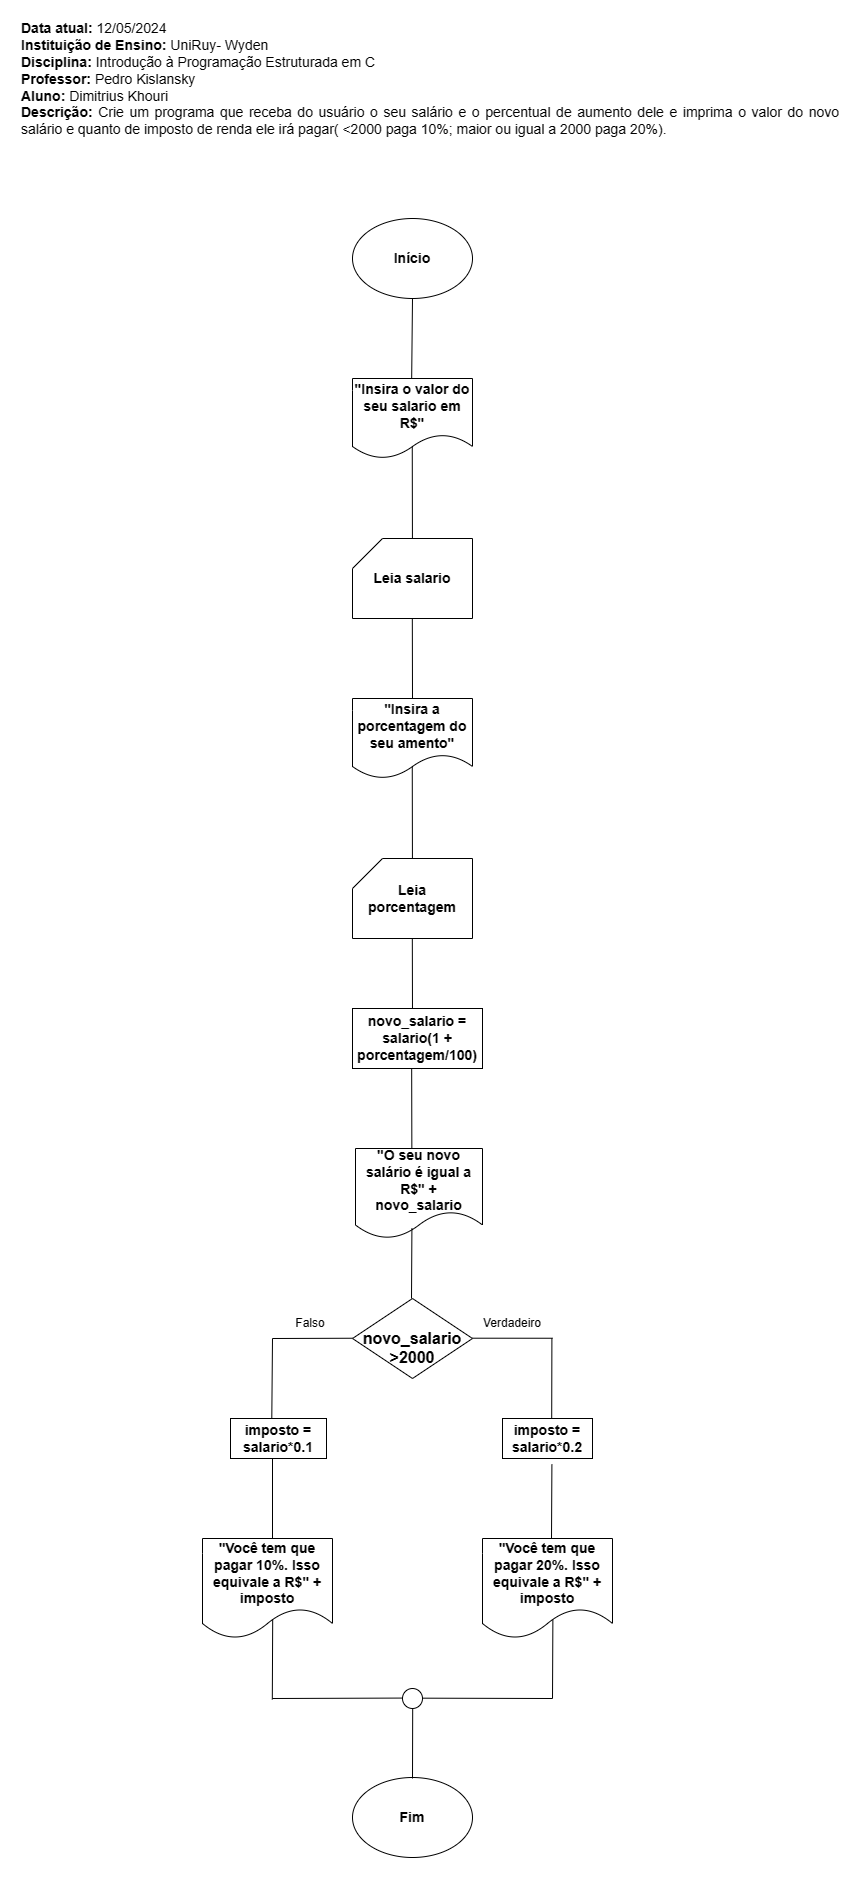 Data atual: 12/05/2024
Instituição de Ensino: UniRuy- Wyden
Disciplina: Introdução à Programação Estruturada em C
Professor: Pedro Kislansky
Aluno: Dimitrius Khouri
Descrição: Crie um programa que receba do usuário o seu salário e o percentual de aumento dele e imprima o valor do novo
salário e quanto de imposto de renda ele irá pagar( <2000 paga 10%; maior ou igual a 2000 paga 20%).
Início
"Insira o valor do
seu salario em
R$"
Leia salario
"Insira a
porcentagem do
seu amento"
Leia
porcentagem
novo_salario =
salario(1 +
porcentagem/100)
"O seu novo
salário é igual a
R$" +
novo_salario
Falso
Verdadeiro
novo_salario
>2000
imposto =
salario*0.1
imposto =
salario*0.2
"Você tem que
pagar 10%. Isso
equivale a R$" +
imposto
"Você tem que
pagar 20%. Isso
equivale a R$" +
imposto
Fim